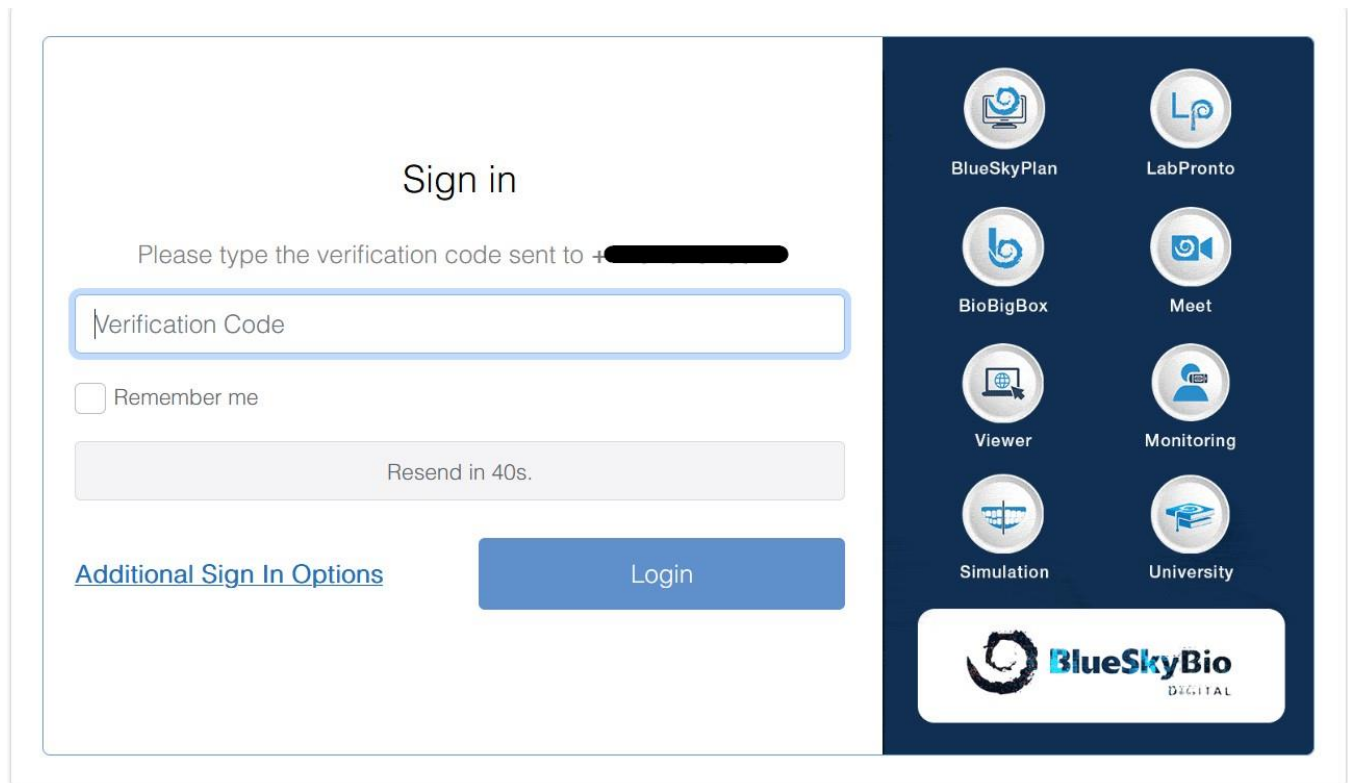 Sign in
Please type the verification code sent to +
Verification Code
Remember me
Resend in 40s.
Additional Sign In Options
Login
BlueSkyPlan
LabPronto
BioBigBox
Meet
Viewer
Monitoring
Simulation
University
BlueSkyBio
DIGITAL